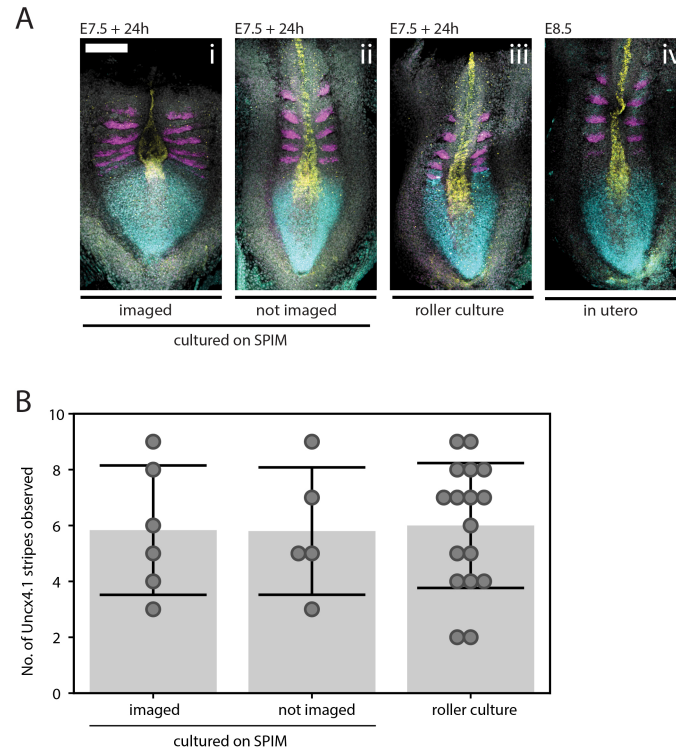 A
E7.5 + 24h
E7.5 + 24h
E7.5 + 24h
E8.5
i
ii
iii
iv
imaged
not imaged
roller culture
in utero
cultured on SPIM
B
No. of Uncx4.1 stripes observed
10
8
6
4
2
0
imaged
not imaged
roller culture
cultured on SPIM